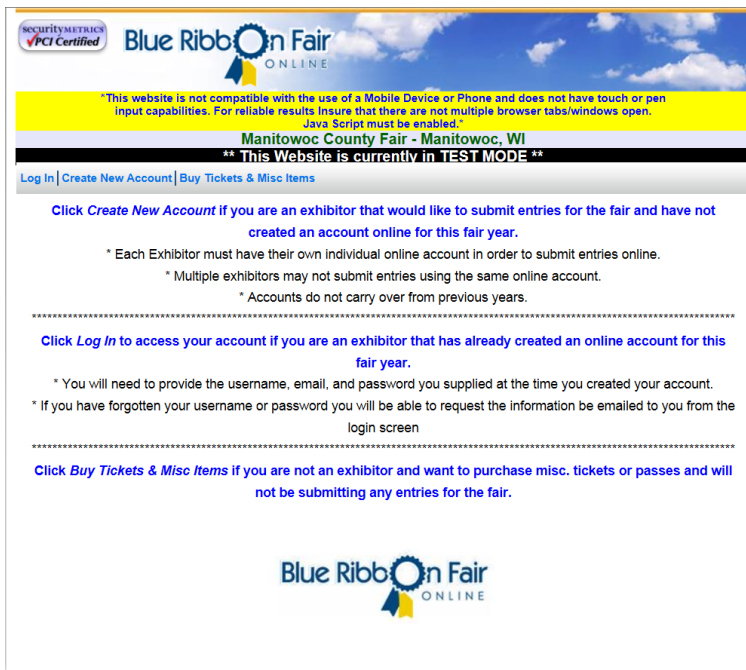 securityMETRICS
PCI Certified
Blue Ribbon Fair
ONLINE
*This website is not compatible with the use of a Mobile Device or Phone and does not have touch or pen
input capabilities. For reliable results Insure that there are not multiple browser tabs/windows open.
Java Script must be enabled.*
Manitowoc County Fair - Manitowoc, WI
** This Website is currently in TEST MODE **
Log In | Create New Account | Buy Tickets & Misc Items
Click Create New Account if you are an exhibitor that would like to submit entries for the fair and have not
created an account online for this fair year.
* Each Exhibitor must have their own individual online account in order to submit entries online.
* Multiple exhibitors may not submit entries using the same online account.
* Accounts do not carry over from previous years.
********************************************************************************************************************************************
Click Log In to access your account if you are an exhibitor that has already created an online account for this
fair year.
* You will need to provide the username, email, and password you supplied at the time you created your account.
* If you have forgotten your username or password you will be able to request the information be emailed to you from the
login screen
********************************************************************************************************************************************
Click Buy Tickets & Misc Items if you are not an exhibitor and want to purchase misc. tickets or passes and will
not be submitting any entries for the fair.
Blue Ribbon Fair
ONLINE